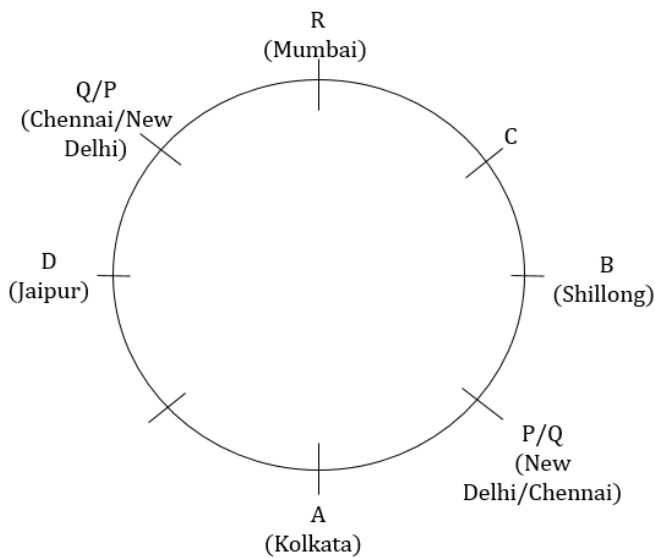 R
(Mumbai)
Q/P
(Chennai/New
Delhi)
C
D
(Jaipur)
B
(Shillong)
P/Q
(New
Delhi/Chennai)
A
(Kolkata)